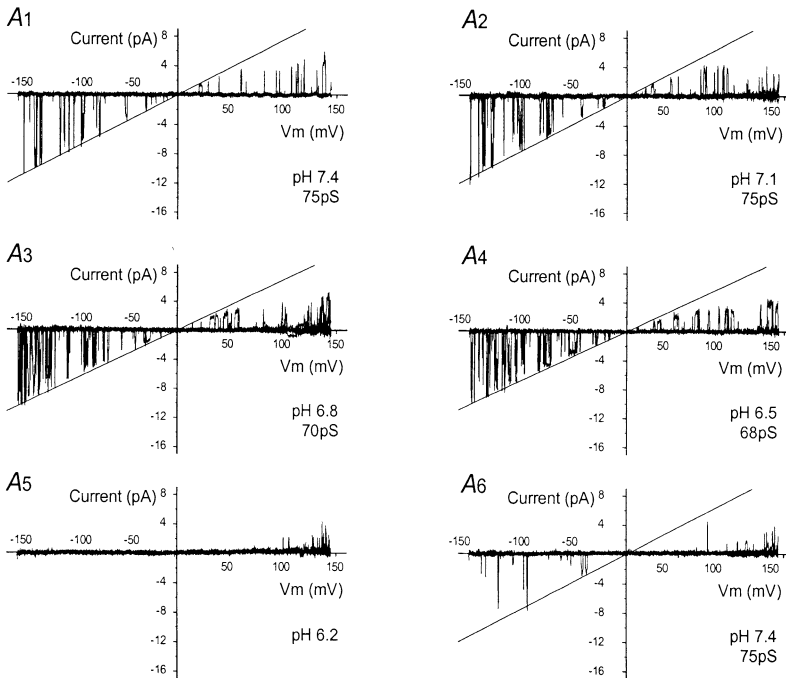 A1
Current (pA)
8
4
-150 -100 -50
50 100 150
Vm (mV)
-4
-8
-12
-16
pH 7.4
75pS
A2
Current (pA)
8
4
-150 -100 -50
50 100 150
Vm (mV)
-4
-8
-12
-16
pH 7.1
75pS
A3
Current (pA)
8
4
-150 -100 -50
50 100 150
Vm (mV)
-4
-8
-12
-16
pH 6.8
70pS
A4
Current (pA)
8
4
-150 -100 -50
50 100 150
Vm (mV)
-4
-8
-12
-16
pH 6.5
68pS
A5
Current (pA)
8
4
-150 -100 -50
50 100 150
Vm (mV)
-4
-8
-12
-16
pH 6.2
A6
Current (pA)
8
4
-150 -100 -50
50 100 150
Vm (mV)
-4
-8
-12
-16
pH 7.4
75pS